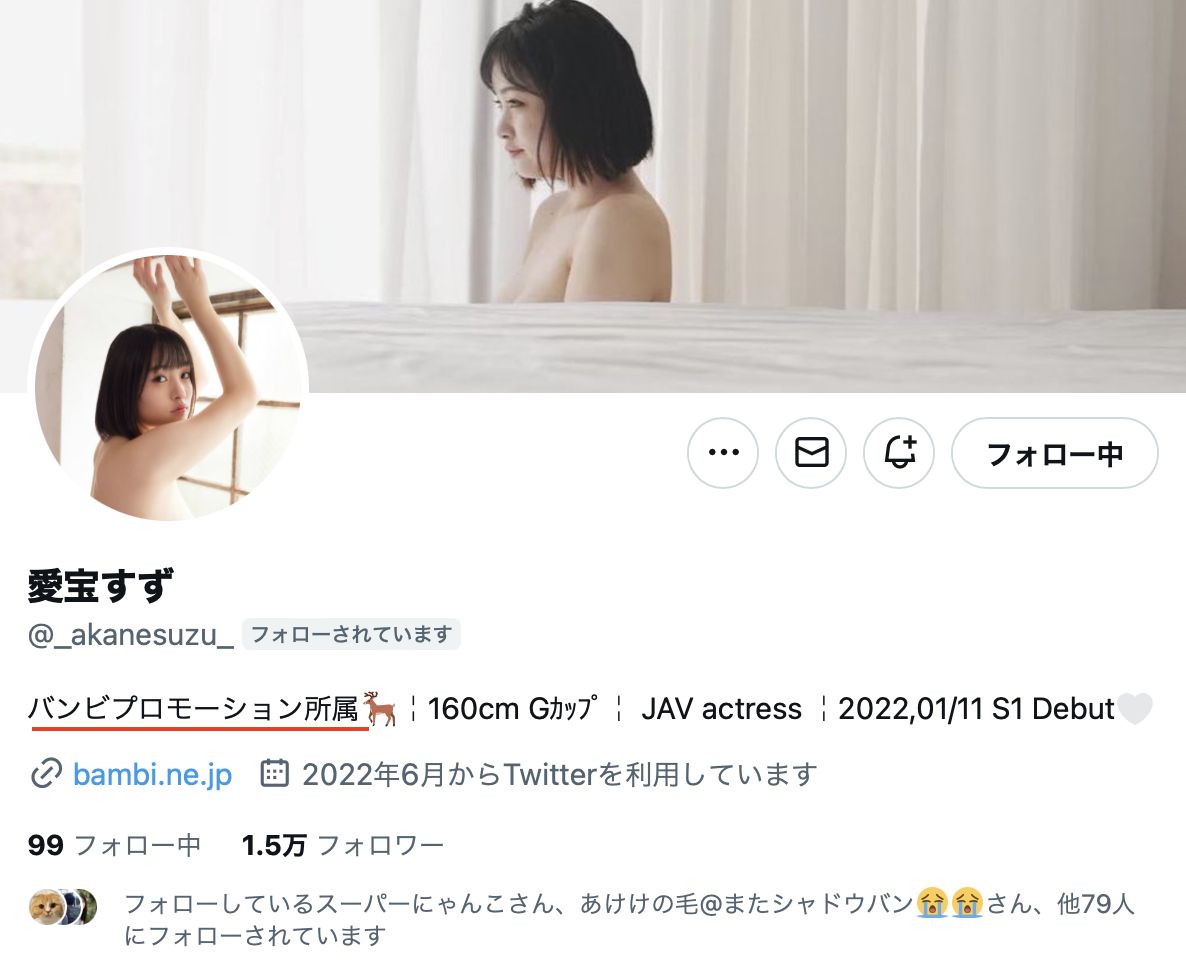 フォロー中
愛宝すず
@_akanesuzu_ フォローされています
バンビプロモーション所属🦌 ¦ 160cm Gｶｯﾌﾟ ¦ JAV actress ¦ 2022,01/11 S1 Debut🤍
bambi.ne.jp 2022年6月からTwitterを利用しています
99 フォロー中 1.5万 フォロワー
フォローしているスーパーにゃんこさん、あけけの毛@またシャドウバン😭😭さん、他79人
にフォローされています